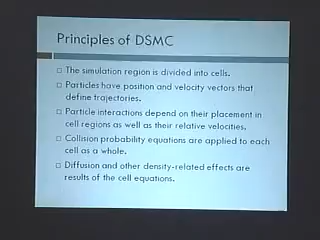 Principles of DSMC
□ The simulation region is divided into cells.
□ Particles have position and velocity vectors that
define trajectories.
□ Particle interactions depend on their placement in
cell regions as well as their relative velocities.
□ Collision probability equations are applied to each
cell as a whole.
□ Diffusion and other density-related effects are
results of the cell equations.